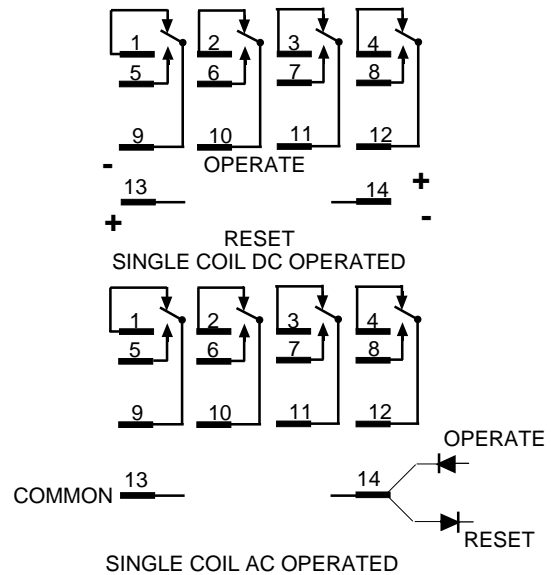 1 2 3 4
5 6 7 8
9 10 11 12
- OPERATE
13 14 +
+ -
RESET
SINGLE COIL DC OPERATED
1 2 3 4
5 6 7 8
9 10 11 12
OPERATE
COMMON 13 14
RESET
SINGLE COIL AC OPERATED